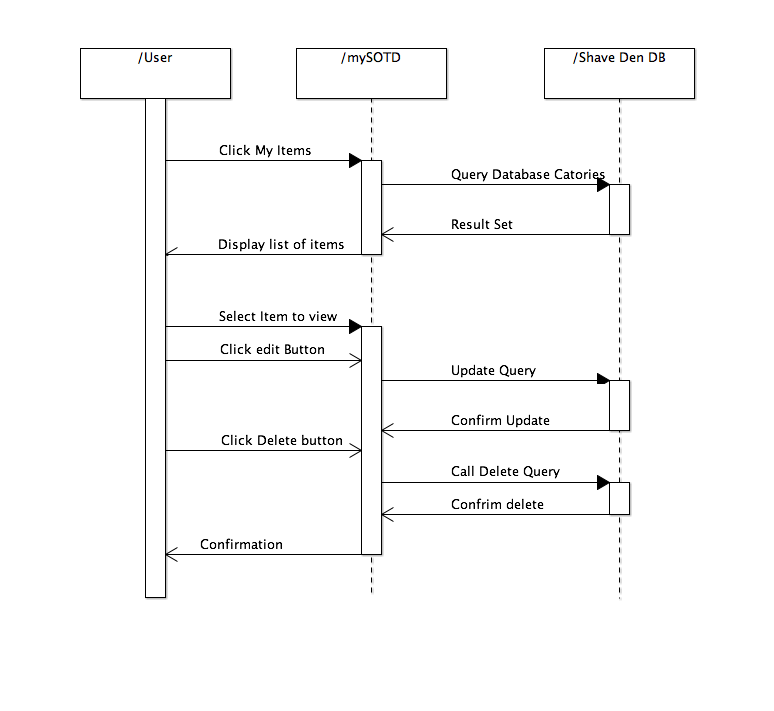 /User
/mySOTD
/Shave Den DB
Click My Items
Query Database Catories
Result Set
Display list of items
Select Item to view
Click edit Button
Update Query
Confirm Update
Click Delete button
Call Delete Query
Confrim delete
Confirmation